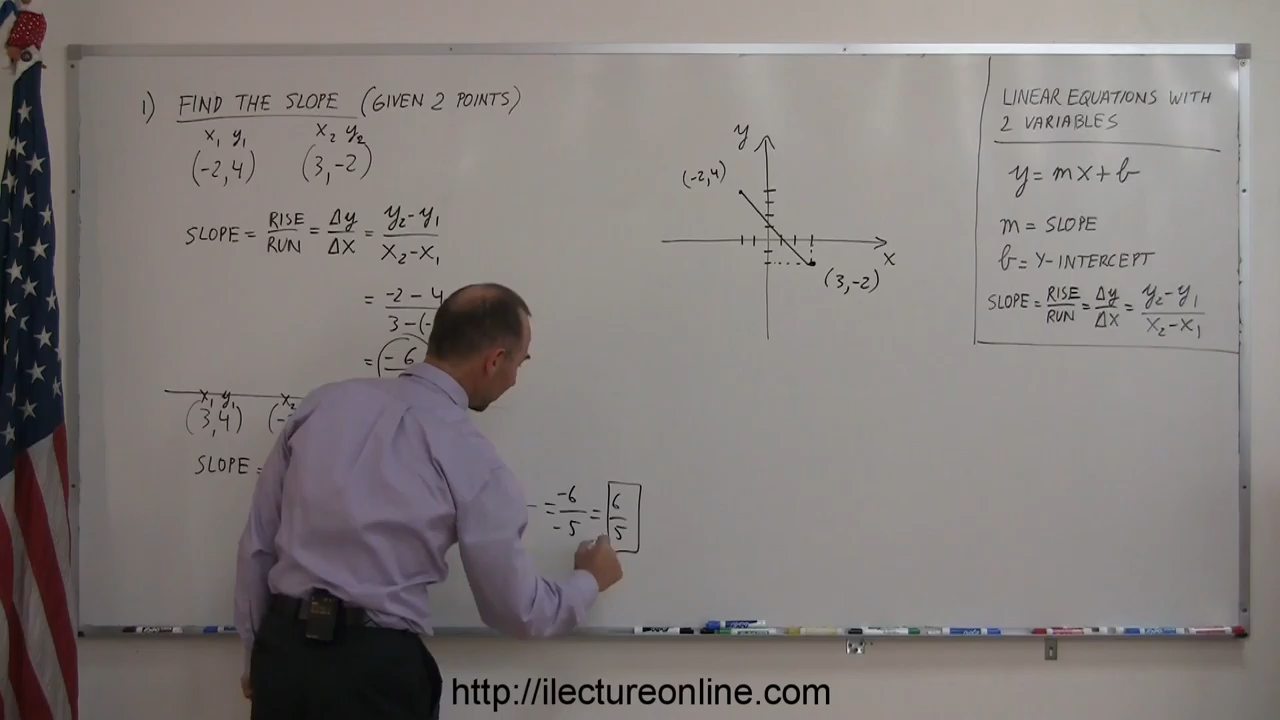 1) FIND THE SLOPE (GIVEN 2 POINTS)
x₁ y₁ x₂ y₂
(-2,4) (3,-2)
SLOPE = RISE/RUN = Δy/Δx = y₂-y₁/x₂-x₁
= -2-4/3-(-
= -6
x₁ y₁ x₂
(3,4) (-
SLOPE =
= -6/-5 = 6/5
y
(-2,4)
x
(3,-2)
LINEAR EQUATIONS WITH
2 VARIABLES
y = mx + b
m = SLOPE
b = Y-INTERCEPT
SLOPE = RISE/RUN = Δy/Δx = y₂-y₁/x₂-x₁
http://ilectureonline.com